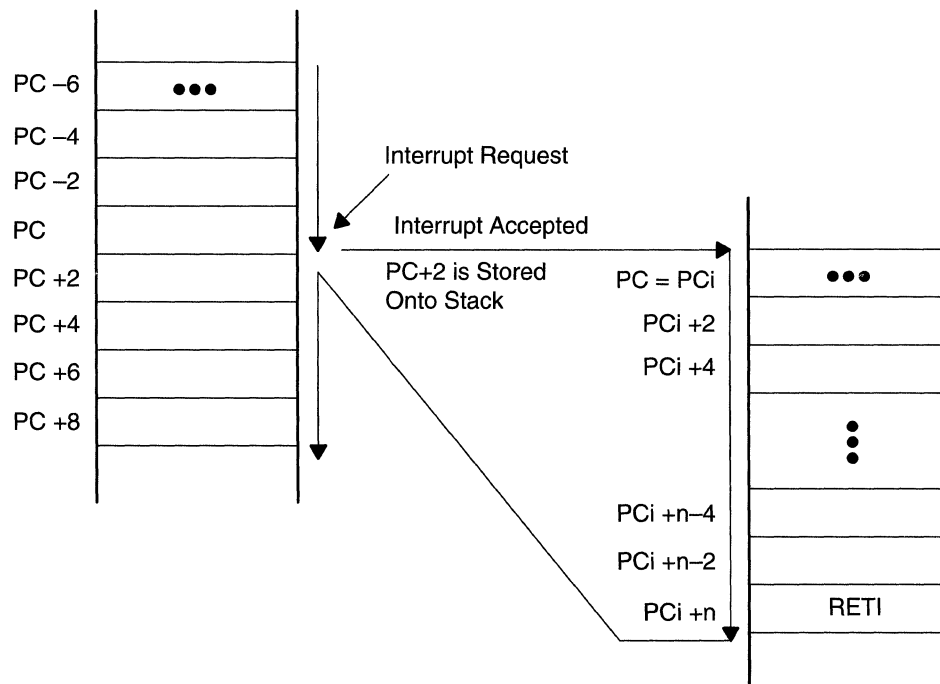 PC –6
PC –4
PC –2
PC
PC +2
PC +4
PC +6
PC +8
Interrupt Request
Interrupt Accepted
PC+2 is Stored
Onto Stack
PC = PCi
PCi +2
PCi +4
PCi +n–4
PCi +n–2
PCi +n
RETI